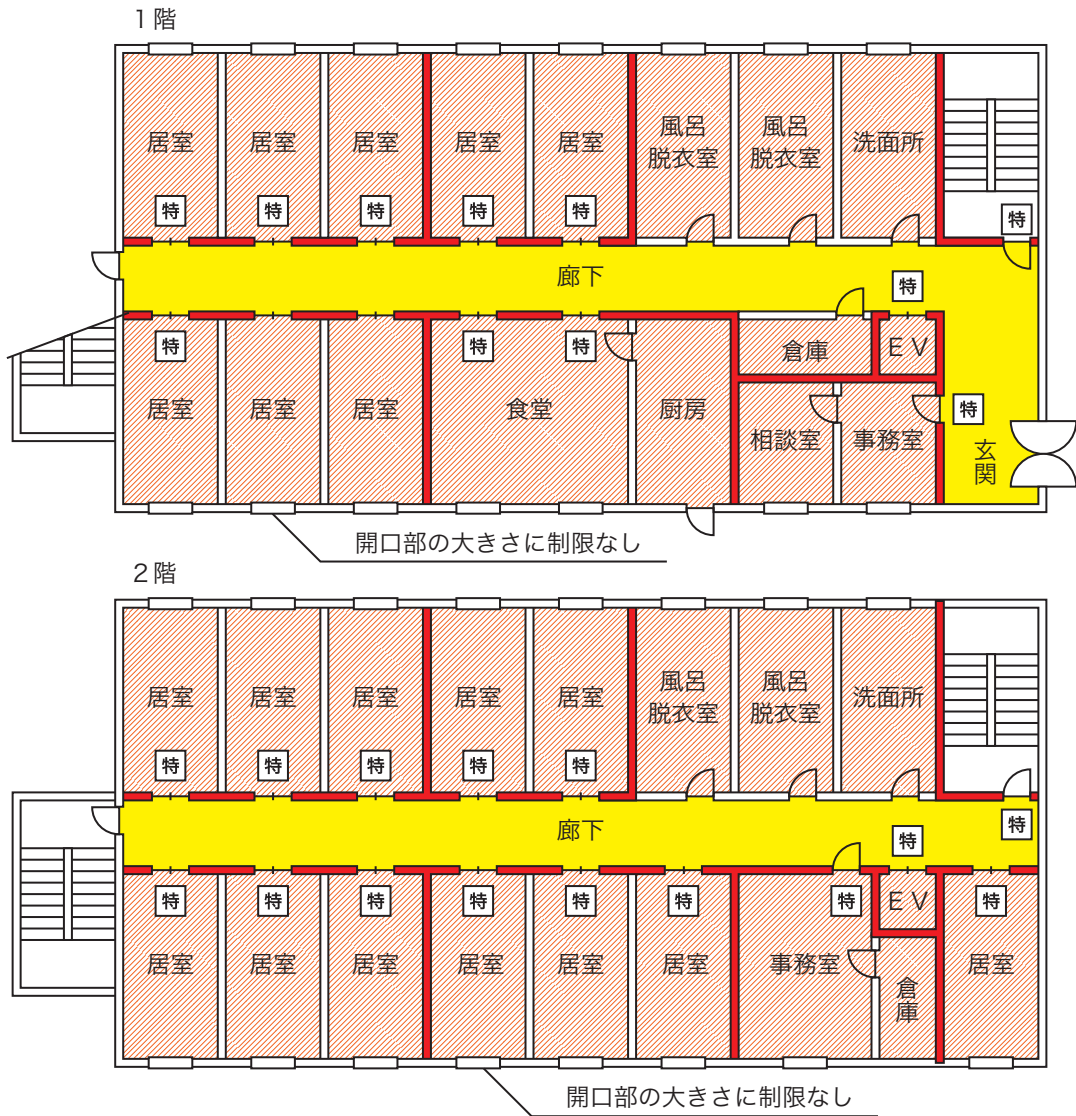 1階
居室 居室 居室 居室 居室 風呂 脱衣室 風呂 脱衣室 洗面所
特 特 特 特 特 特
廊下
特
特 特 特
倉庫 EV
居室 居室 居室 食堂 厨房 相談室 事務室 特
玄関
開口部の大きさに制限なし
2階
居室 居室 居室 居室 居室 風呂 脱衣室 風呂 脱衣室 洗面所
特 特 特 特 特
廊下
特 特
特 特 特 特 特 特 特 EV 特
居室 居室 居室 居室 居室 居室 事務室 倉庫 居室
開口部の大きさに制限なし